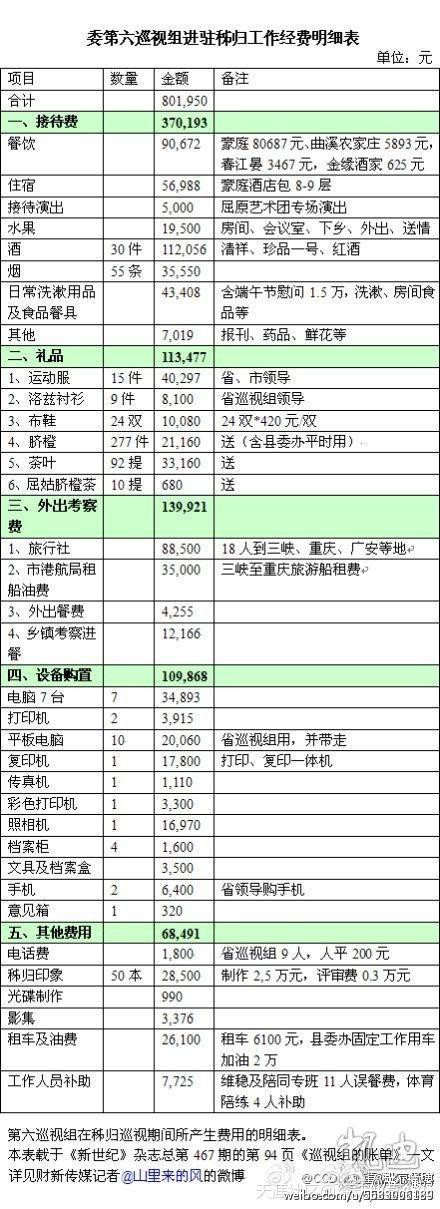 委第六巡视组进驻秭归工作经费明细表
单位：元
项目 数量 金额 备注
合计 801,950
一、接待费 370,193
餐饮 90,672 豪庭 80687 元、曲溪农家庄 5893 元，
春江晏 3467 元，金缘酒家 625 元
住宿 56,988 豪庭酒店包 8-9 层
接待演出 5,000 屈原艺术团专场演出
水果 19,500 房间、会议室、下乡、外出、送情
酒 30 件 112,056 清祥、珍品一号、红酒
烟 55 条 35,550
日常洗漱用品 43,408 含端午节慰问 1.5 万，洗漱、房间食
及食品餐具 品等
其他 7,019 报刊、药品、鲜花等
二、礼品 113,477
1、运动服 15 件 40,297 省、市领导
2、洛兹衬衫 9 件 8,100 省巡视组领导
3、布鞋 24 双 10,080 24 双*420 元/双
4、脐橙 277 件 21,160 送（含县委办平时用）
5、茶叶 92 提 33,160 送
6、屈姑脐橙茶 10 提 680 送
三、外出考察 139,921
费
1、旅行社 88,500 18 人到三峡、重庆、广安等地
2、市港航局租 35,000 三峡至重庆旅游船租费
船油费
3、外出餐费 4,255
4、乡镇考察进 12,166
餐
四、设备购置 109,868
电脑 7 台 7 34,893
打印机 2 3,915
平板电脑 10 20,060 省巡视组用，并带走
复印机 1 17,800 打印、复印一体机
传真机 1 1,110
彩色打印机 1 3,300
照相机 1 16,970
档案柜 4 1,600
文具及档案盒 3,500
手机 2 6,400 省领导购手机
意见箱 1 320
五、其他费用 68,491
电话费 1,800 省巡视组 9 人，人平 200 元
秭归印象 50 本 28,500 制作 2,5 万元，评审费 0.3 万元
光碟制作 990
影集 3,376
租车及油费 26,100 租车 6100 元，县委办固定工作用车
加油 2 万
工作人员补助 7,725 维稳及陪同专班 11 人误餐费，体育
陪练 4 人补助
第六巡视组在秭归巡视期间所产生费用的明细表。
本表载于《新世纪》杂志总第 467 期的第 94 页《巡视组的账单》一文
详见财新传媒记者@山里来的风的微博
凯迪